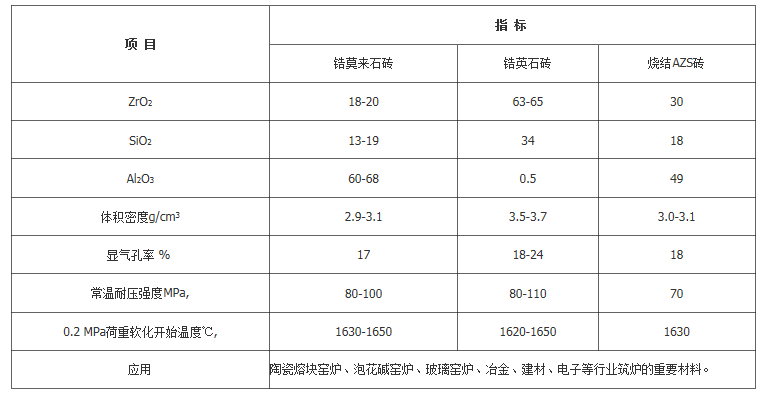 项 目 指 标
锆莫来石砖 锆英石砖 烧结AZS砖
ZrO₂ 18-20 63-65 30
SiO₂ 13-19 34 18
Al₂O₃ 60-68 0.5 49
体积密度g/cm³ 2.9-3.1 3.5-3.7 3.0-3.1
显气孔率 % 17 18-24 18
常温耐压强度MPa, 80-100 80-110 70
0.2 MPa荷重软化开始温度℃, 1630-1650 1620-1650 1630
应用 陶瓷熔块窑炉、泡花碱窑炉、玻璃窑炉、冶金、建材、电子等行业筑炉的重要材料。